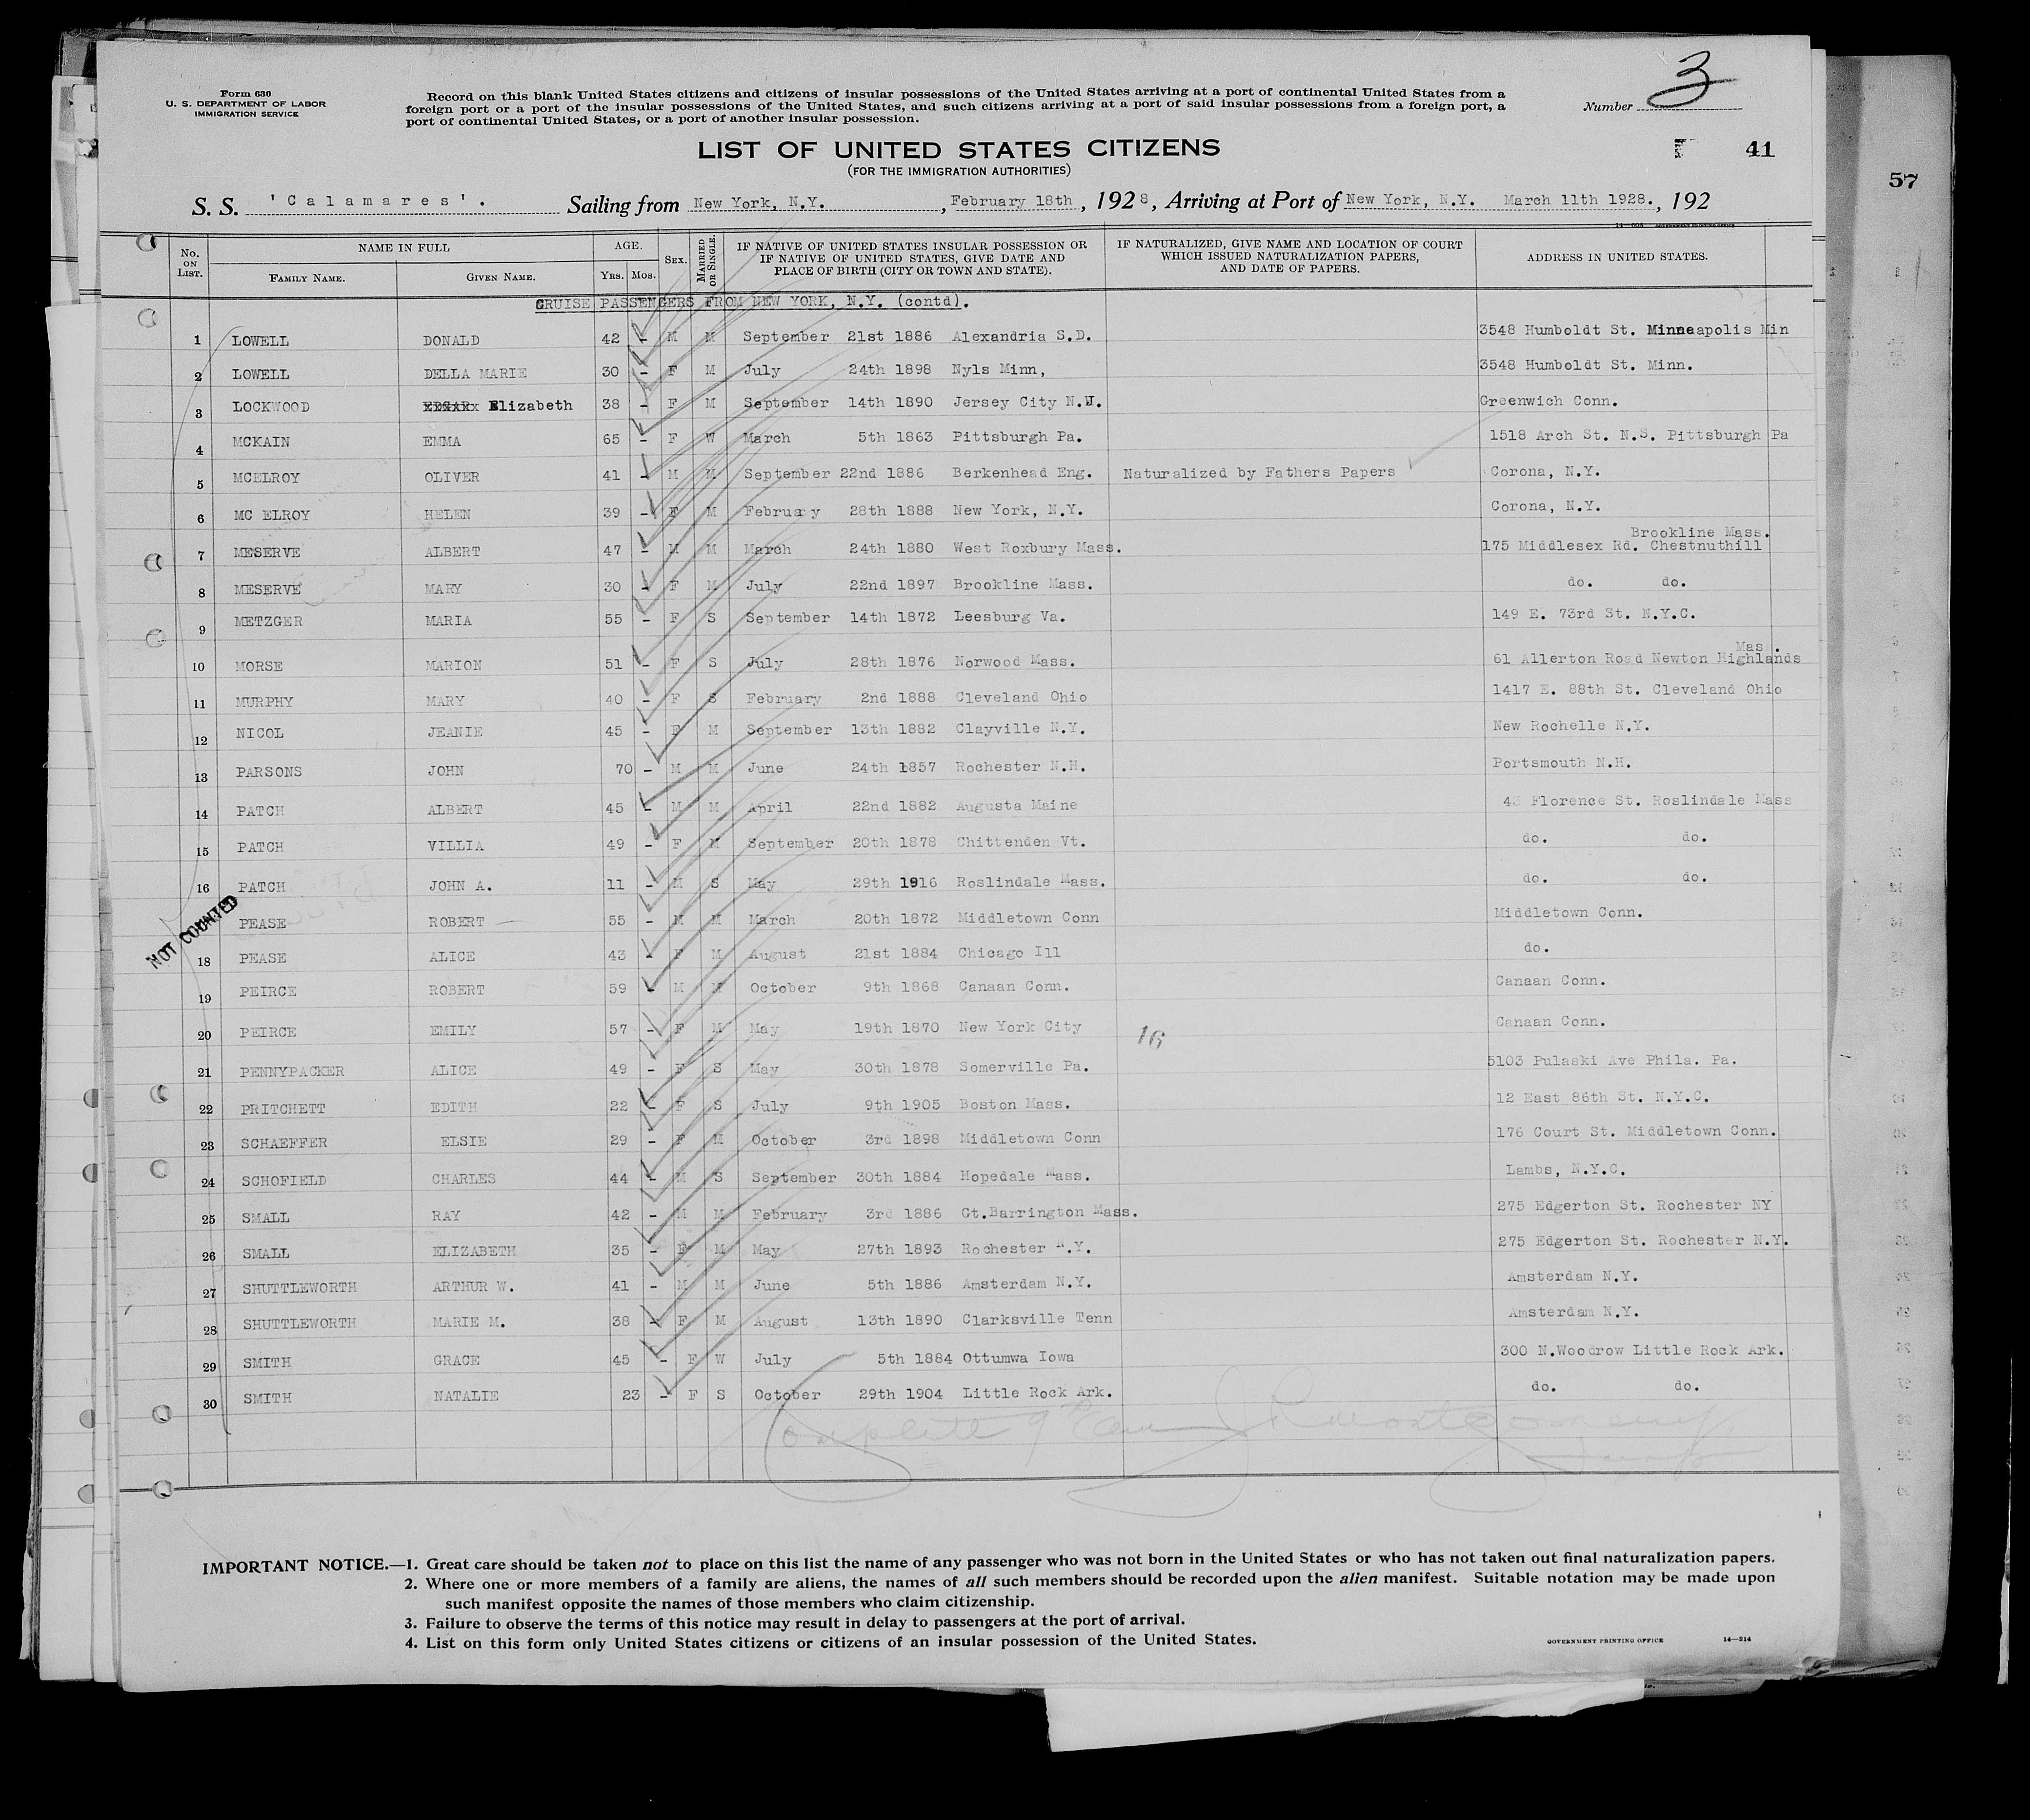 Form 630
U. S. DEPARTMENT OF LABOR
IMMIGRATION SERVICE
Record on this blank United States citizens and citizens of insular possessions of the United States arriving at a port of continental United States from a
foreign port or a port of the insular possessions of the United States, and such citizens arriving at a port of said insular possessions from a foreign port, a
port of continental United States, or a port of another insular possession.
Number 3
LIST OF UNITED STATES CITIZENS
(FOR THE IMMIGRATION AUTHORITIES)
41
57
S. S. 'Calamares'. Sailing from New York, N.Y. , February 18th , 1928, Arriving at Port of New York, N.Y. March 11th 1928., 192
No. ON LIST. NAME IN FULL FAMILY NAME. GIVEN NAME. AGE. YRS. MOS. SEX. MARRIED OR SINGLE. IF NATIVE OF UNITED STATES INSULAR POSSESSION OR IF NATIVE OF UNITED STATES, GIVE DATE AND PLACE OF BIRTH (CITY OR TOWN AND STATE). IF NATURALIZED, GIVE NAME AND LOCATION OF COURT WHICH ISSUED NATURALIZATION PAPERS, AND DATE OF PAPERS. ADDRESS IN UNITED STATES.
CRUISE PASSENGERS FROM NEW YORK, N.Y. (contd).
1 LOWELL DONALD 42 - M M September 21st 1886 Alexandria S.D. 3548 Humboldt St. Minneapolis Min
2 LOWELL DELLA MARIE 30 - F M July 24th 1898 Nyls Minn, 3548 Humboldt St. Minn.
3 LOCKWOOD Elizabeth 38 - F M September 14th 1890 Jersey City N.J. Greenwich Conn.
4 MCKAIN EMMA 65 - F W March 5th 1863 Pittsburgh Pa. 1518 Arch St. N.S. Pittsburgh Pa
5 MCELROY OLIVER 41 - M M September 22nd 1886 Berkenhead Eng. Naturalized by Fathers Papers Corona, N.Y.
6 MC ELROY HELEN 39 - F M February 28th 1888 New York, N.Y. Corona, N.Y.
7 MESERVE ALBERT 47 - M M March 24th 1880 West Roxbury Mass. 175 Middlesex Rd. Chestnuthill Brookline Mass.
8 MESERVE MARY 30 - F M July 22nd 1897 Brookline Mass. do. do.
9 METZGER MARIA 55 - F S September 14th 1872 Leesburg Va. 149 E. 73rd St. N.Y.C.
10 MORSE MARION 51 - F S July 28th 1876 Norwood Mass. 61 Allerton Road Newton Highlands Mass.
11 MURPHY MARY 40 - F S February 2nd 1888 Cleveland Ohio 1417 E. 88th St. Cleveland Ohio
12 NICOL JEANIE 45 - F M September 13th 1882 Clayville N.Y. New Rochelle N.Y.
13 PARSONS JOHN 70 - M M June 24th 1857 Rochester N.H. Portsmouth N.H.
14 PATCH ALBERT 45 - M M April 22nd 1882 Augusta Maine 43 Florence St. Roslindale Mass
15 PATCH VILLIA 49 - F M September 20th 1878 Chittenden Vt. do. do.
16 PATCH JOHN A. 11 - M S May 29th 1916 Roslindale Mass. do. do.
NOT COUNTED
PEASE ROBERT 55 - M M March 20th 1872 Middletown Conn Middletown Conn.
18 PEASE ALICE 43 - F M August 21st 1884 Chicago Ill do.
19 PEIRCE ROBERT 59 - M M October 9th 1868 Canaan Conn. Canaan Conn.
20 PEIRCE EMILY 57 - F M May 19th 1870 New York City 16 Canaan Conn.
21 PENNYPACKER ALICE 49 - F S May 30th 1878 Somerville Pa. 5103 Pulaski Ave Phila. Pa.
22 PRITCHETT EDITH 22 - F S July 9th 1905 Boston Mass. 12 East 86th St. N.Y.C.
23 SCHAEFFER ELSIE 29 - F M October 3rd 1898 Middletown Conn 176 Court St. Middletown Conn.
24 SCHOFIELD CHARLES 44 - M S September 30th 1884 Hopedale Mass. Lambs, N.Y.C.
25 SMALL RAY 42 - M M February 3rd 1886 Gt.Barrington Mass. 275 Edgerton St. Rochester NY
26 SMALL ELIZABETH 35 - F M May 27th 1893 Rochester N.Y. 275 Edgerton St. Rochester N.Y.
27 SHUTTLEWORTH ARTHUR W. 41 - M M June 5th 1886 Amsterdam N.Y. Amsterdam N.Y.
28 SHUTTLEWORTH MARIE M. 38 - F M August 13th 1890 Clarksville Tenn Amsterdam N.Y.
29 SMITH GRACE 45 - F W July 5th 1884 Ottumwa Iowa 300 N.Woodrow Little Rock Ark.
30 SMITH NATALIE 23 - F S October 29th 1904 Little Rock Ark. do. do.
Complete Montgomery
IMPORTANT NOTICE.—1. Great care should be taken not to place on this list the name of any passenger who was not born in the United States or who has not taken out final naturalization papers.
2. Where one or more members of a family are aliens, the names of all such members should be recorded upon the alien manifest. Suitable notation may be made upon
such manifest opposite the names of those members who claim citizenship.
3. Failure to observe the terms of this notice may result in delay to passengers at the port of arrival.
4. List on this form only United States citizens or citizens of an insular possession of the United States.
GOVERNMENT PRINTING OFFICE 14—214